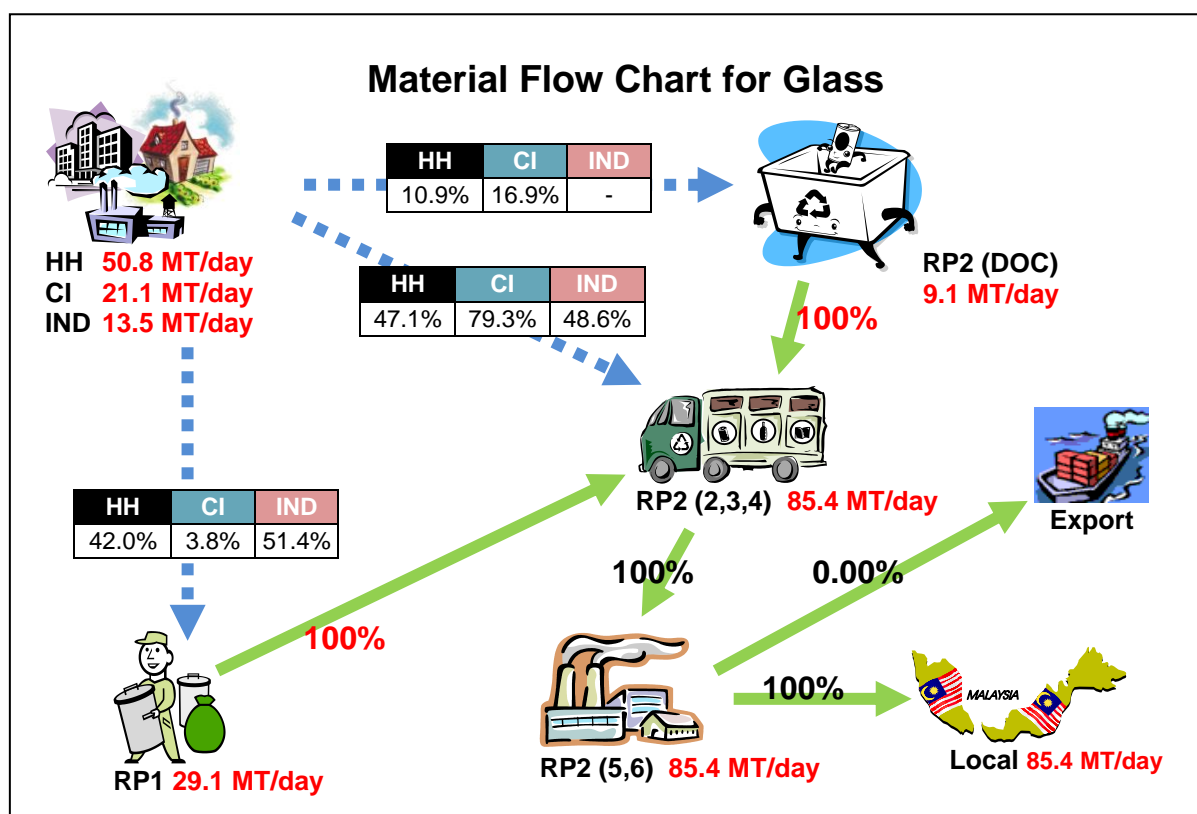 Material Flow Chart for Glass
HH CI IND
10.9% 16.9% -
HH 50.8 MT/day
CI 21.1 MT/day
IND 13.5 MT/day
RP2 (DOC)
9.1 MT/day
HH CI IND
47.1% 79.3% 48.6%
100%
RP2 (2,3,4) 85.4 MT/day
Export
HH CI IND
42.0% 3.8% 51.4%
100%
0.00%
100%
100%
MALAYSIA
RP1 29.1 MT/day
RP2 (5,6) 85.4 MT/day
Local 85.4 MT/day